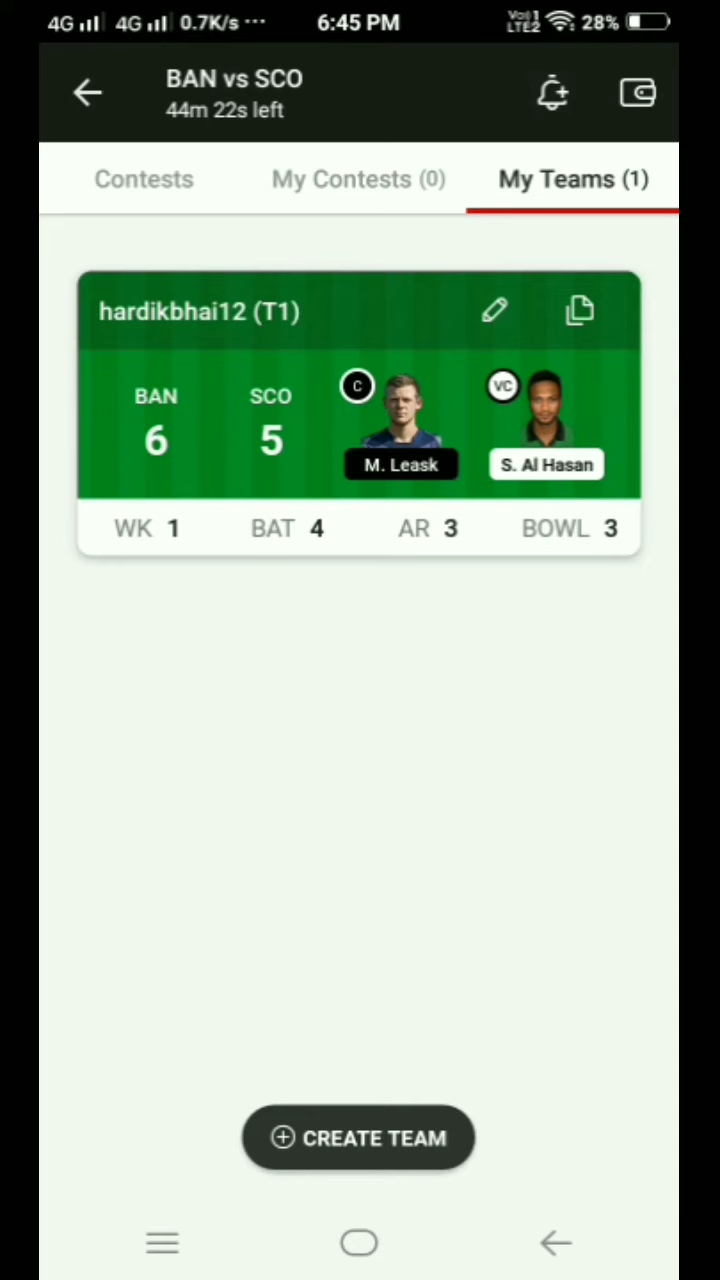 4G 4G 0.7K/s ··· 6:45 PM LTE2 28%
BAN vs SCO
44m 22s left
Contests My Contests (0) My Teams (1)
hardikbhai12 (T1)
BAN SCO C VC
6 5
M. Leask S. Al Hasan
WK 1 BAT 4 AR 3 BOWL 3
CREATE TEAM